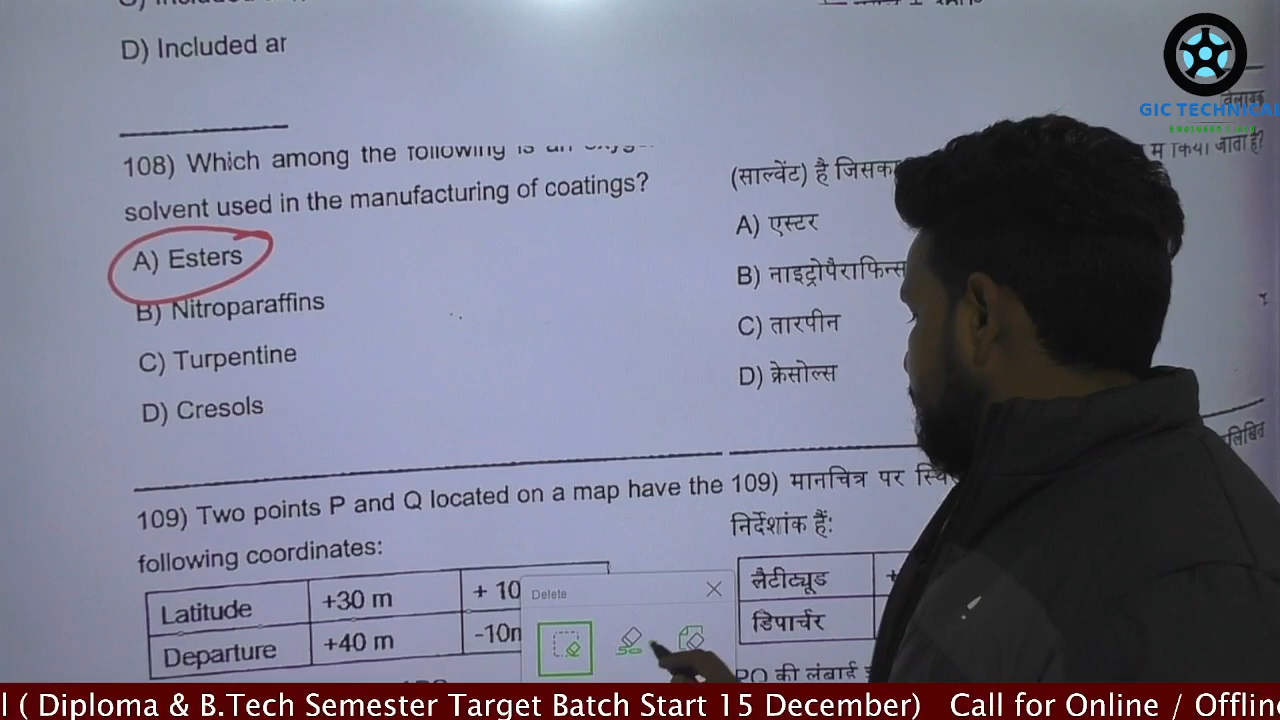 D) Included ar
GIC TECHNICAL
108) Which among the following is an
solvent used in the manufacturing of coatings?
A) Esters
B) Nitroparaffins
C) Turpentine
D) Cresols
में किया जाता है?
(साल्वेंट) है जिसका
A) एस्टर
B) नाइट्रोपैराफिन्स
C) तारपीन
D) क्रेसोल्स
109) Two points P and Q located on a map have the
following coordinates:
Latitude +30 m + 10
Departure +40 m -10m
109) मानचित्र पर
निर्देशांक हैं:
लैटीट्यूड
डिपार्चर
PQ की लंबाई
Delete
l ( Diploma & B.Tech Semester Target Batch Start 15 December) Call for Online / Offlin